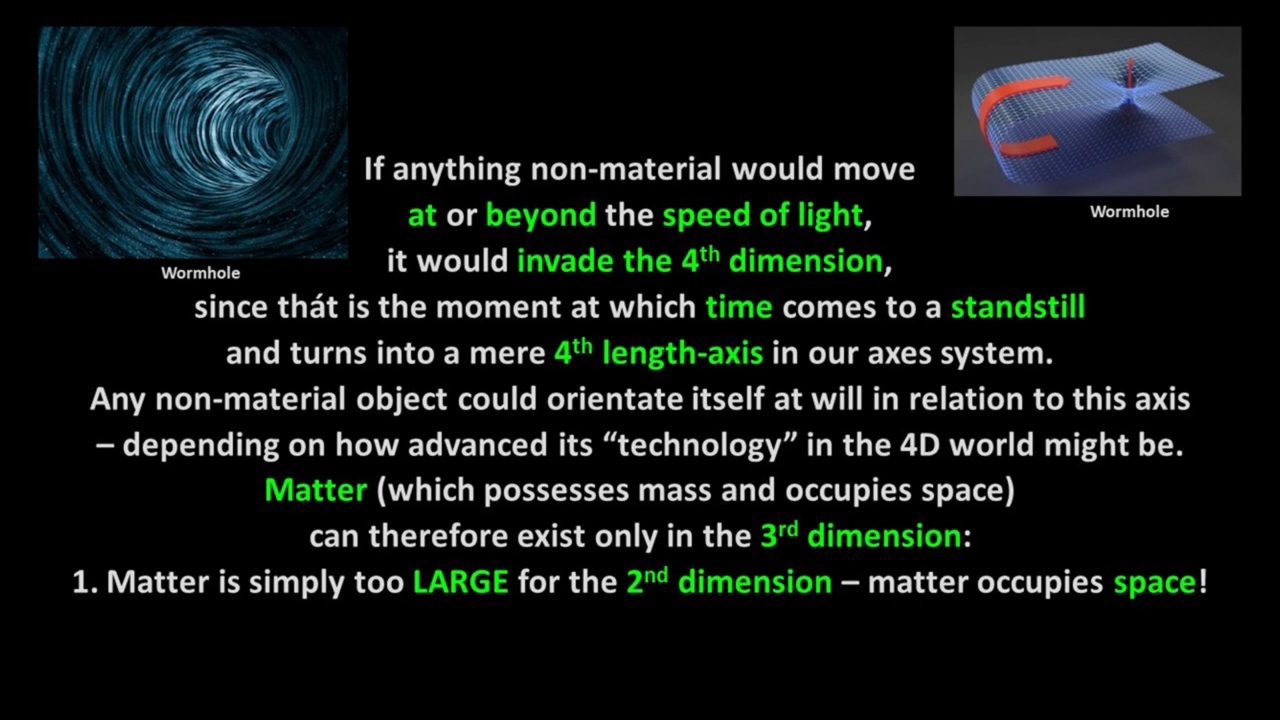 Wormhole
Wormhole
If anything non-material would move
at or beyond the speed of light,
it would invade the 4th dimension,
since thát is the moment at which time comes to a standstill
and turns into a mere 4th length-axis in our axes system.
Any non-material object could orientate itself at will in relation to this axis
– depending on how advanced its “technology” in the 4D world might be.
Matter (which possesses mass and occupies space)
can therefore exist only in the 3rd dimension:
1. Matter is simply too LARGE for the 2nd dimension – matter occupies space!